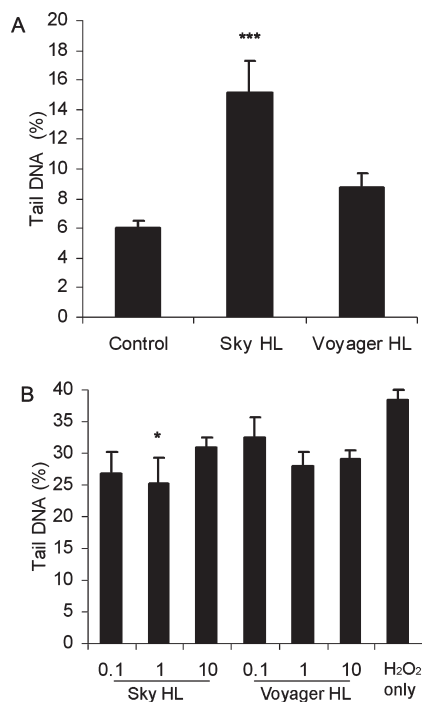 A
Tail DNA (%)
20
18
16
14
12
10
8
6
4
2
0
***
Control Sky HL Voyager HL
B
Tail DNA (%)
40
35
30
25
20
15
10
5
0
*
0.1 1 10 0.1 1 10 H₂O₂
only
Sky HL Voyager HL